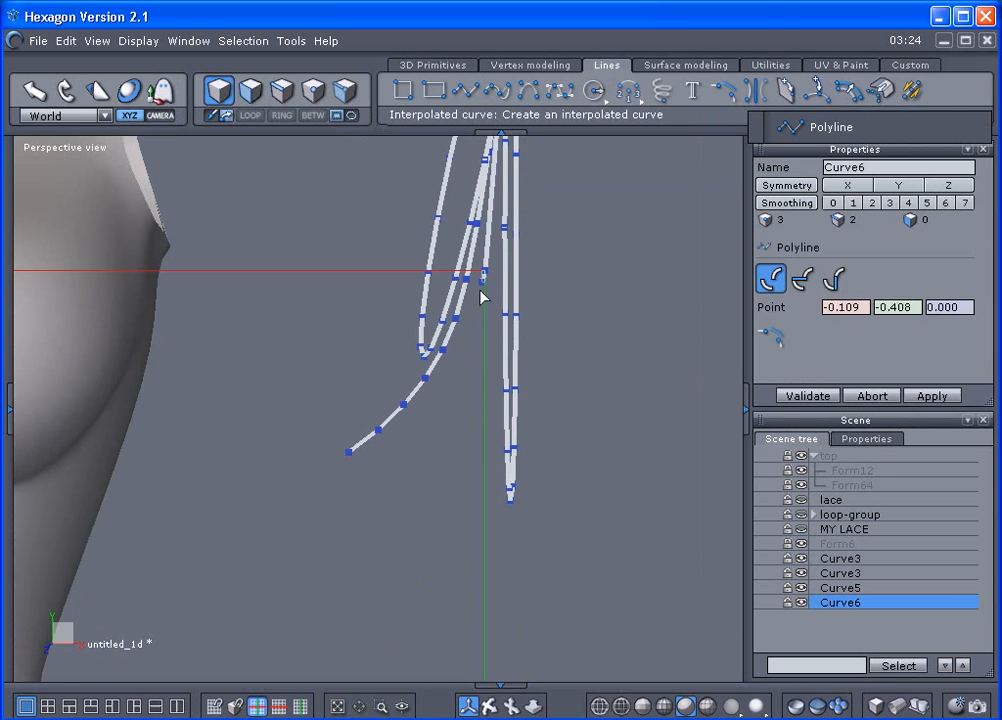 Hexagon Version 2.1
File Edit View Display Window Selection Tools Help
03:24
3D Primitives Vertex modeling Lines Surface modeling Utilities UV & Paint Custom
World XYZ CAMERA LOOP RING BETW
Interpolated curve: Create an interpolated curve
Polyline
Perspective view
Properties
Name Curve6
Symmetry X Y Z
Smoothing 0 1 2 3 4 5 6 7
3 2 0
Polyline
Point -0.109 -0.408 0.000
Validate Abort Apply
Scene
Scene tree Properties
top
Form12
Form64
lace
loop-group
MY LACE
Form6
Curve3
Curve3
Curve5
Curve6
untitled_1d *
Select